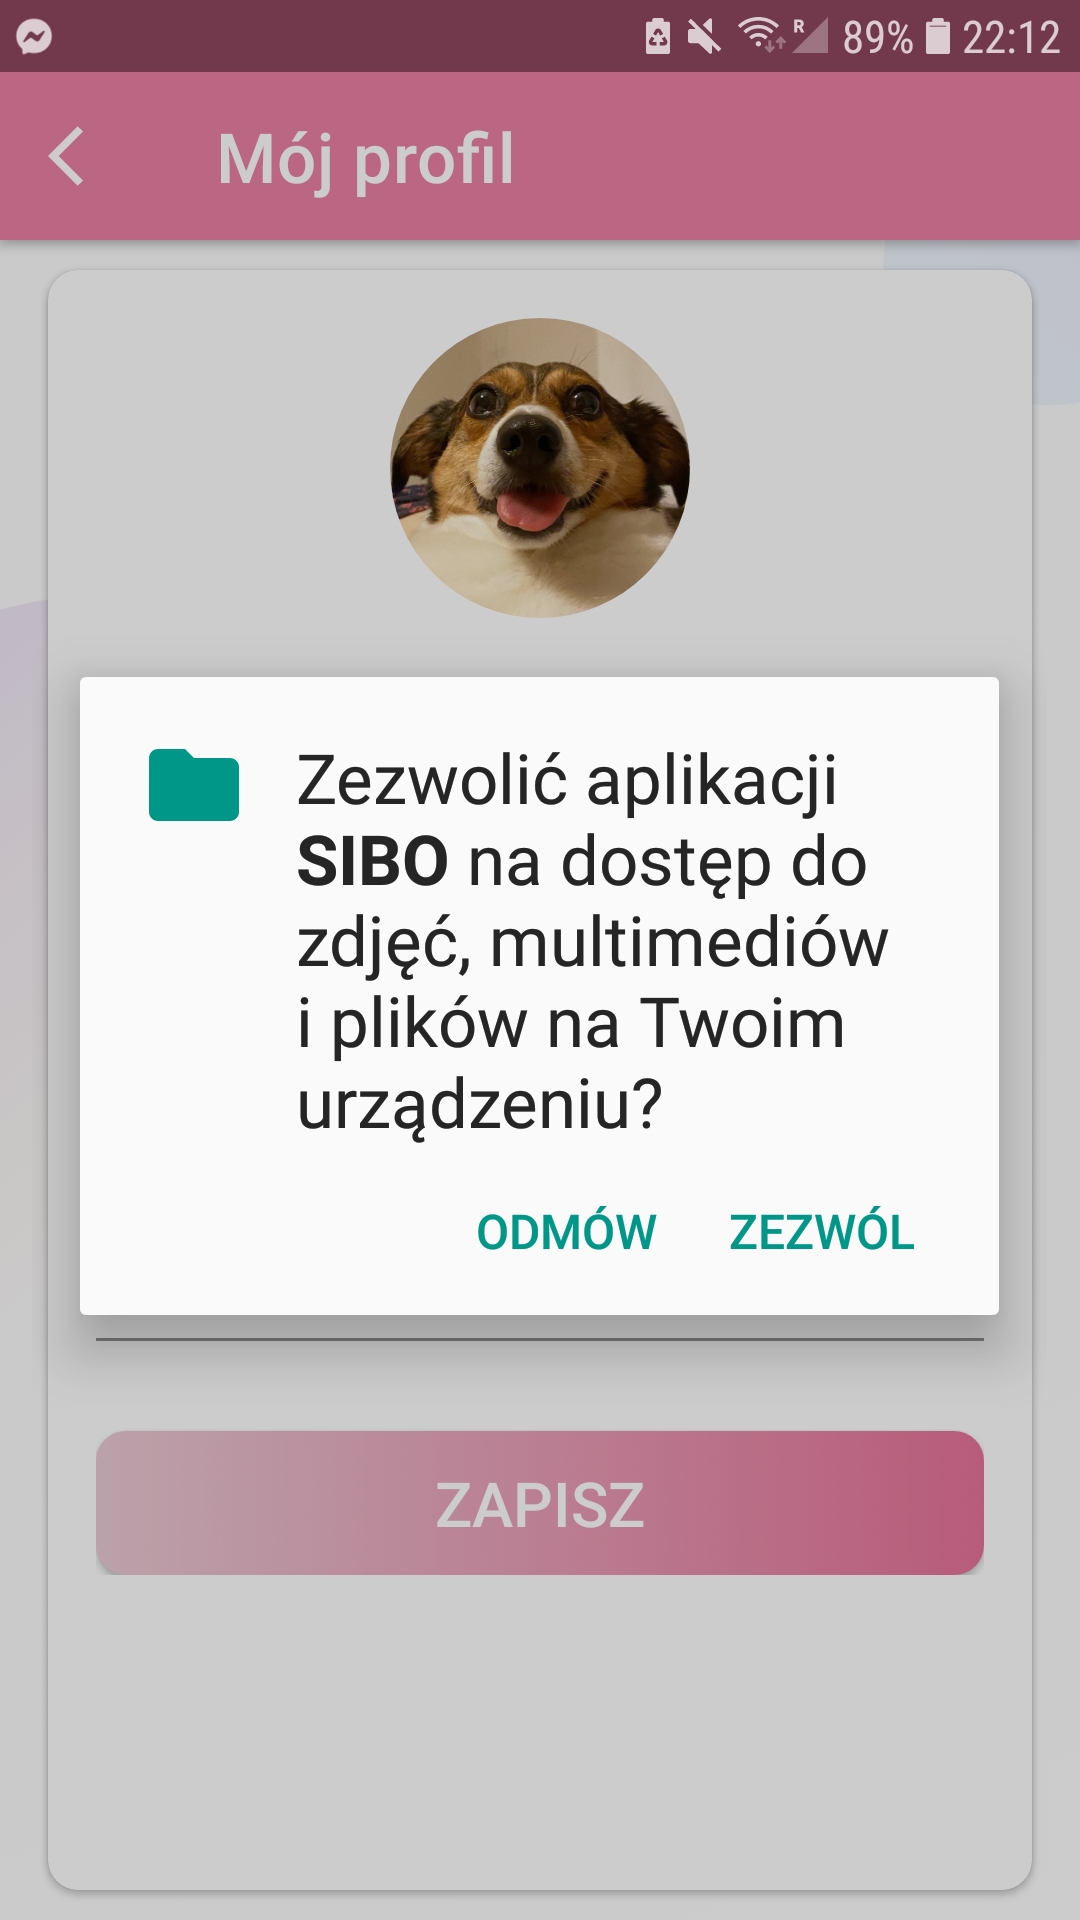 R 89% 22:12
Mój profil
Zezwolić aplikacji
SIBO na dostęp do
zdjęć, multimediów
i plików na Twoim
urządzeniu?
ODMÓW ZEZWÓL
ZAPISZ